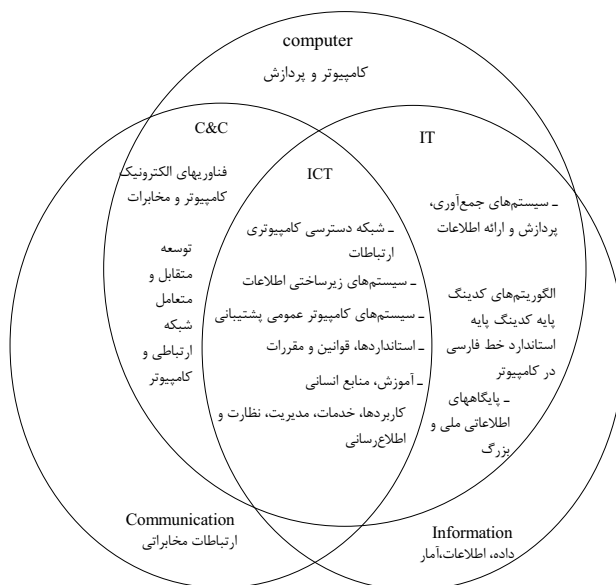 computer
کامپیوتر و پردازش
C&C
فناوریهای الکترونیک
کامپیوتر و مخابرات
توسعه
متقابل و
متعامل
شبکه
ارتباطی و
کامپیوتر
ICT
ـ شبکه دسترسی کامپیوتری
ارتباطات
ـ سیستم‌های زیرساختی اطلاعات
ـ سیستم‌های کامپیوتر عمومی پشتیبانی
ـ استانداردها، قوانین و مقررات
ـ آموزش، منابع انسانی
کاربردها، خدمات، مدیریت، نظارت و
اطلاع‌رسانی
IT
ـ سیستم‌های جمع‌آوری،
پردازش و ارائه اطلاعات
الگوریتم‌های کدینگ
پایه کدینگ پایه
استاندارد خط فارسی
در کامپیوتر
ـ پایگاههای
اطلاعاتی ملی و
بزرگ
Communication
ارتباطات مخابراتی
Information
داده، اطلاعات،آمار